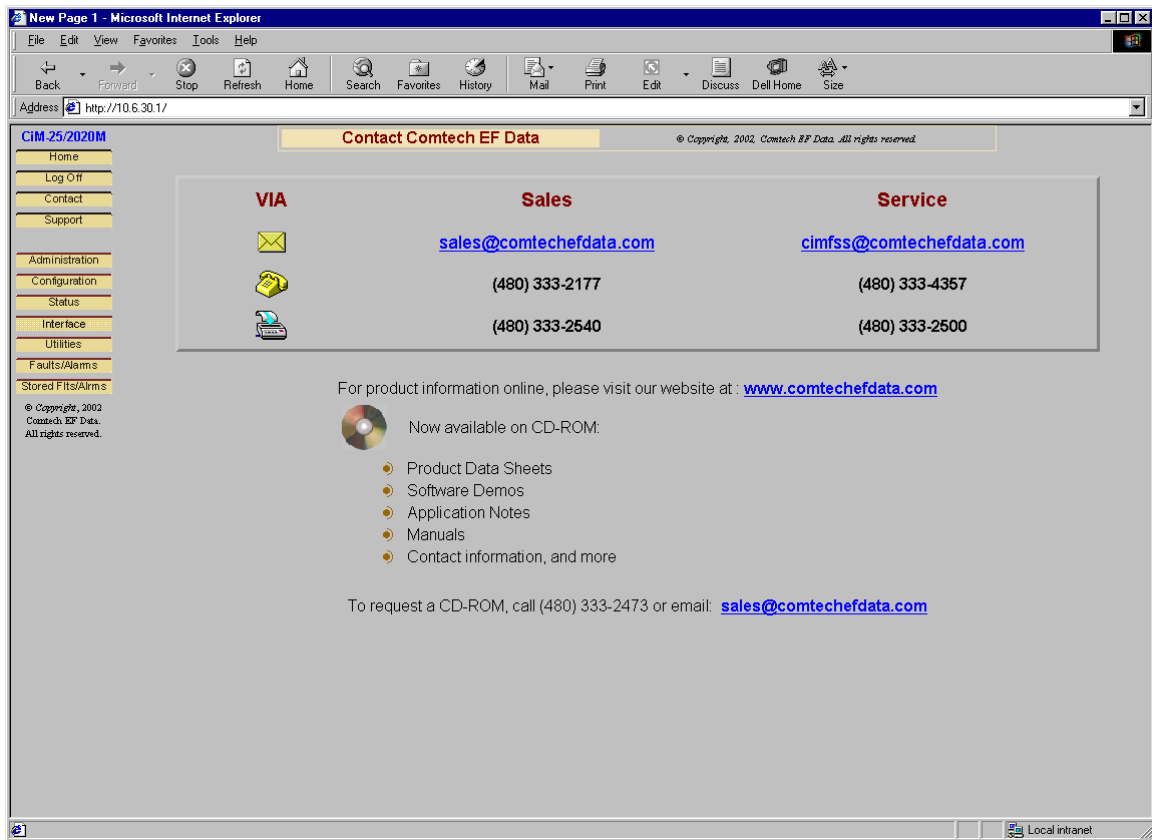 New Page 1 - Microsoft Internet Explorer
File Edit View Favorites Tools Help
Back Forward Stop Refresh Home Search Favorites History Mail Print Edit Discuss Dell Home Size
Address http://10.6.30.1/
CiM-25/2020M
Home
Log Off
Contact
Support
Administration
Configuration
Status
Interface
Utilities
Faults/Alarms
Stored Flts/Alrms
© Copyright, 2002
Comtech EF Data.
All rights reserved.
Contact Comtech EF Data © Copyright, 2002, Comtech EF Data. All rights reserved.
VIA Sales Service
sales@comtechefdata.com cimfss@comtechefdata.com
(480) 333-2177 (480) 333-4357
(480) 333-2540 (480) 333-2500
For product information online, please visit our website at : www.comtechefdata.com
Now available on CD-ROM:
Product Data Sheets
Software Demos
Application Notes
Manuals
Contact information, and more
To request a CD-ROM, call (480) 333-2473 or email: sales@comtechefdata.com
Local intranet